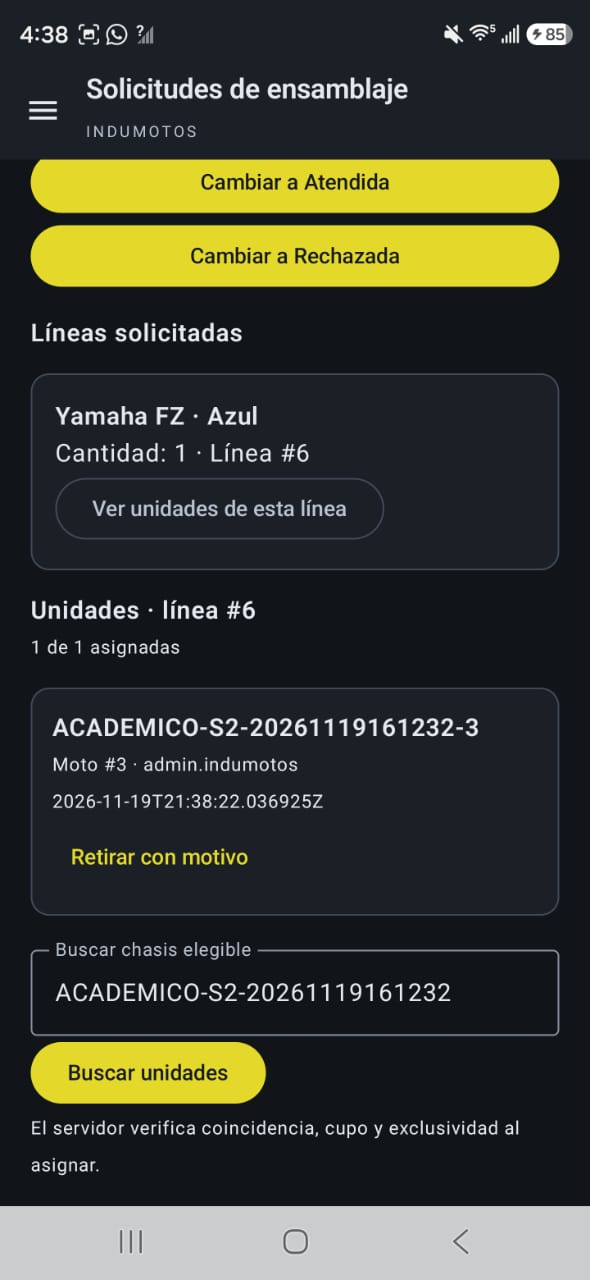 4:38
85
Solicitudes de ensamblaje
INDUMOTOS
Cambiar a Atendida
Cambiar a Rechazada
Líneas solicitadas
Yamaha FZ · Azul
Cantidad: 1 · Línea #6
Ver unidades de esta línea
Unidades · línea #6
1 de 1 asignadas
ACADEMICO-S2-20261119161232-3
Moto #3 · admin.indumotos
2026-11-19T21:38:22.036925Z
Retirar con motivo
Buscar chasis elegible
ACADEMICO-S2-20261119161232
Buscar unidades
El servidor verifica coincidencia, cupo y exclusividad al
asignar.